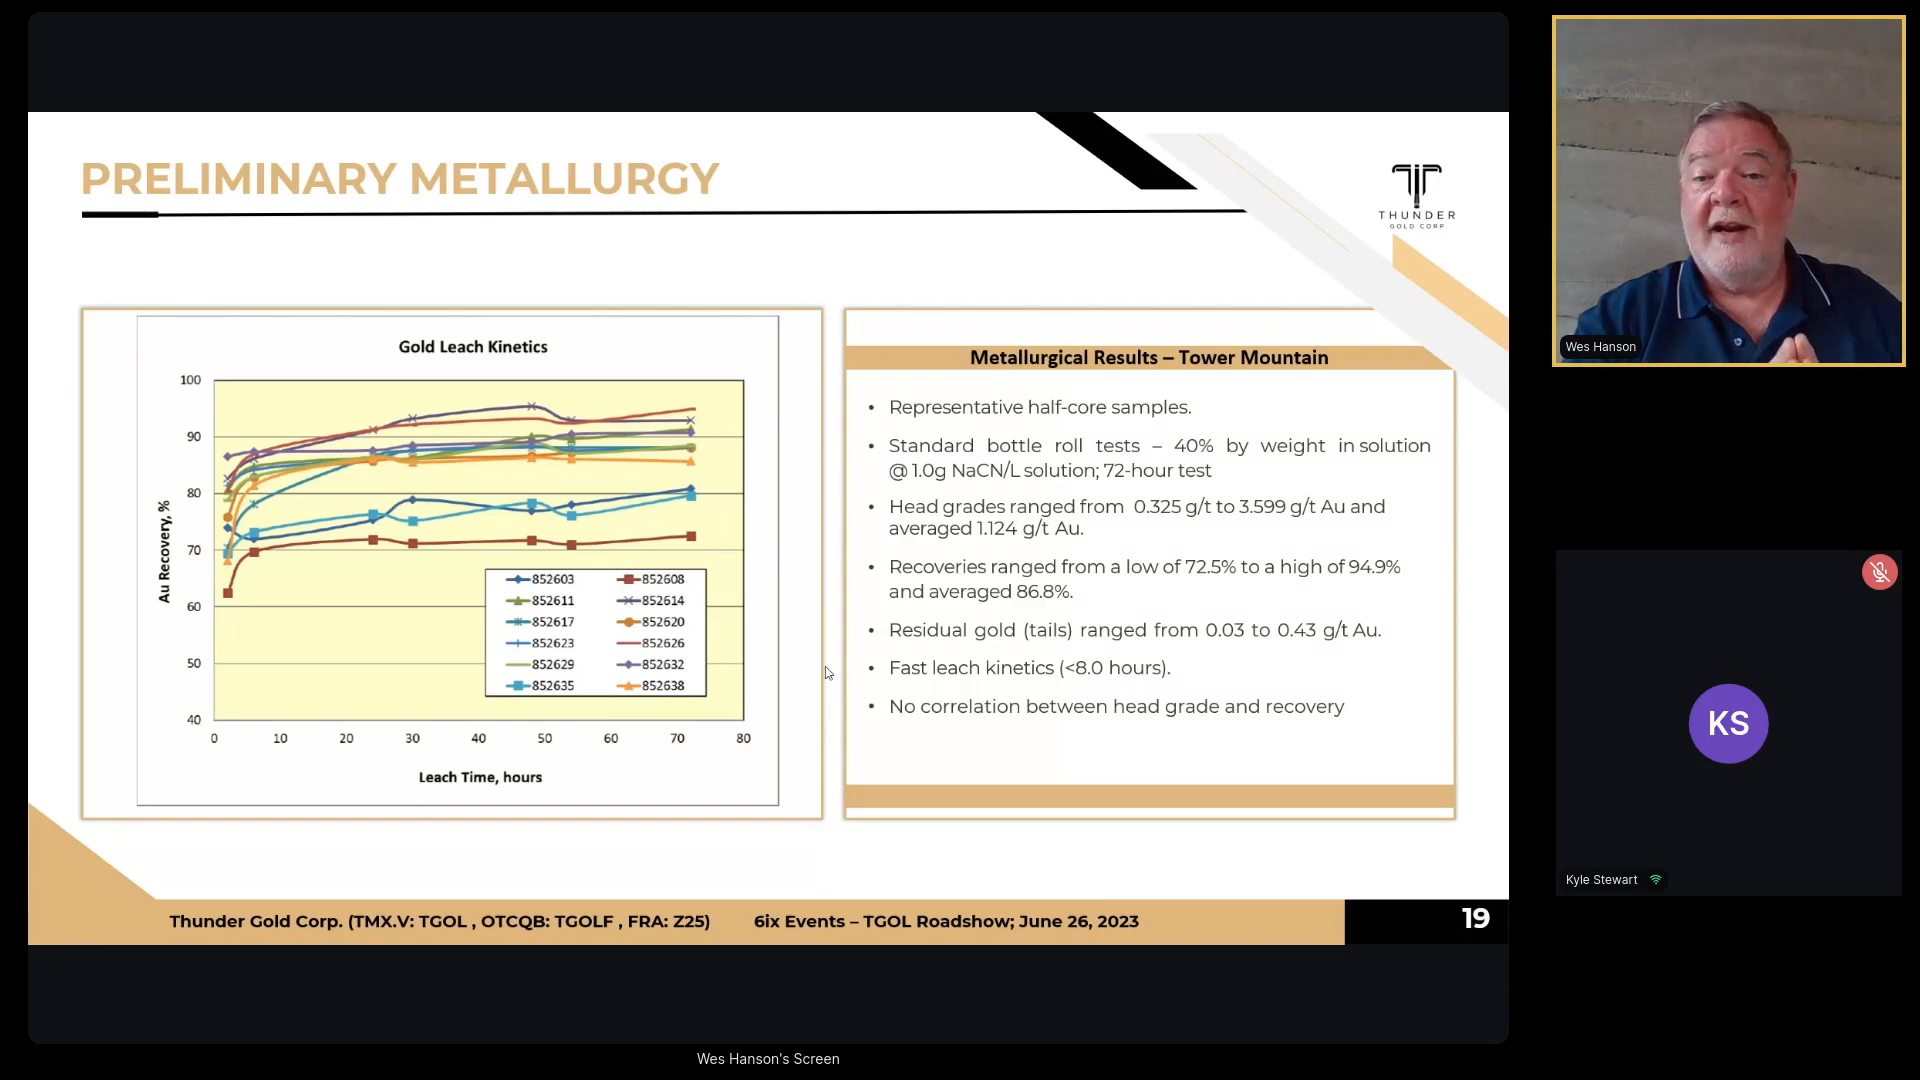 PRELIMINARY METALLURGY
THUNDER
GOLD CORP
Gold Leach Kinetics
100
90
80
70
60
50
40
Au Recovery, %
0 10 20 30 40 50 60 70 80
Leach Time, hours
852603 852608
852611 852614
852617 852620
852623 852626
852629 852632
852635 852638
Metallurgical Results – Tower Mountain
• Representative half-core samples.
• Standard bottle roll tests – 40% by weight in solution
@ 1.0g NaCN/L solution; 72-hour test
• Head grades ranged from 0.325 g/t to 3.599 g/t Au and
averaged 1.124 g/t Au.
• Recoveries ranged from a low of 72.5% to a high of 94.9%
and averaged 86.8%.
• Residual gold (tails) ranged from 0.03 to 0.43 g/t Au.
• Fast leach kinetics (<8.0 hours).
• No correlation between head grade and recovery
Thunder Gold Corp. (TMX.V: TGOL , OTCQB: TGOLF , FRA: Z25) 6ix Events – TGOL Roadshow; June 26, 2023
19
Wes Hanson's Screen
Wes Hanson
KS
Kyle Stewart